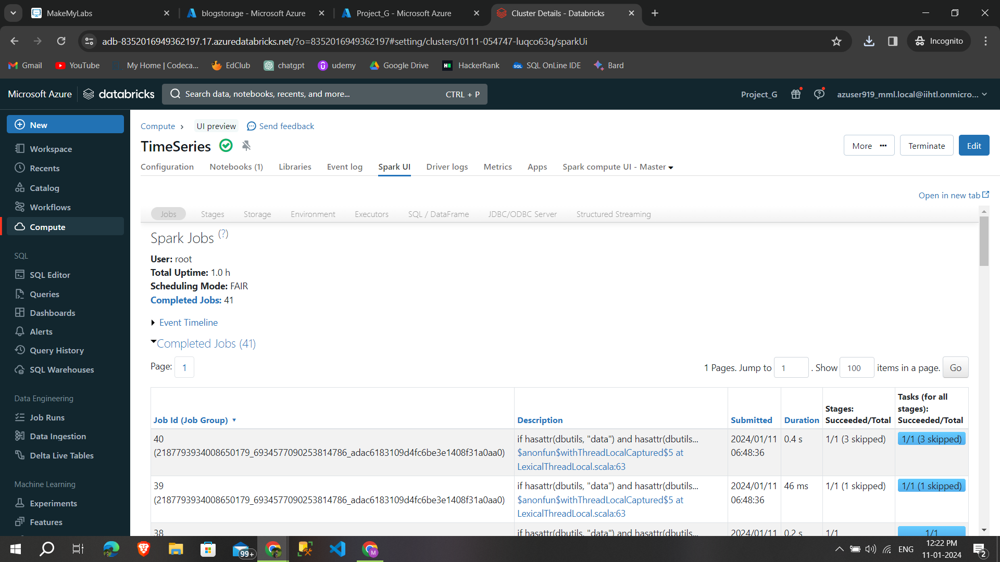 MakeMyLabs
blogstorage - Microsoft Azure
Project_G - Microsoft Azure
Cluster Details - Databricks
adb-8352016949362197.17.azuredatabricks.net/?o=8352016949362197#setting/clusters/0111-054747-luqco63q/sparkUi
Incognito
Gmail
YouTube
My Home | Codeca...
EdClub
chatgpt
udemy
Google Drive
HackerRank
SQL OnLine IDE
Bard
Microsoft Azure
databricks
Search data, notebooks, recents, and more...
CTRL + P
Project_G
azuser919_mml.local@iihtl.onmicro...
New
Workspace
Recents
Catalog
Workflows
Compute
SQL
SQL Editor
Queries
Dashboards
Alerts
Query History
SQL Warehouses
Data Engineering
Job Runs
Data Ingestion
Delta Live Tables
Machine Learning
Experiments
Features
Compute
UI preview
Send feedback
TimeSeries
More
Terminate
Edit
Configuration
Notebooks (1)
Libraries
Event log
Spark UI
Driver logs
Metrics
Apps
Spark compute UI - Master
Open in new tab
Jobs
Stages
Storage
Environment
Executors
SQL / DataFrame
JDBC/ODBC Server
Structured Streaming
Spark Jobs (?)
User: root
Total Uptime: 1.0 h
Scheduling Mode: FAIR
Completed Jobs: 41
Event Timeline
Completed Jobs (41)
Page: 1
1 Pages. Jump to 1 . Show 100 items in a page. Go
Job Id (Job Group)
Description
Submitted
Duration
Stages:
Succeeded/Total
Tasks (for all
stages):
Succeeded/Total
40
(2187793934008650179_6934577090253814786_adac6183109d4fc6be3e1408f31a0aa0)
if hasattr(dbutils, "data") and hasattr(dbutils...
$anonfun$withThreadLocalCaptured$5 at
LexicalThreadLocal.scala:63
2024/01/11
06:48:36
0.4 s
1/1 (3 skipped)
1/1 (3 skipped)
39
(2187793934008650179_6934577090253814786_adac6183109d4fc6be3e1408f31a0aa0)
if hasattr(dbutils, "data") and hasattr(dbutils...
$anonfun$withThreadLocalCaptured$5 at
LexicalThreadLocal.scala:63
2024/01/11
06:48:36
46 ms
1/1 (1 skipped)
1/1 (1 skipped)
38
if hasattr(dbutils, "data") and hasattr(dbutils...
2024/01/11
0.2 s
1/1
1/1
99+
M
ENG
12:22 PM
11-01-2024
2